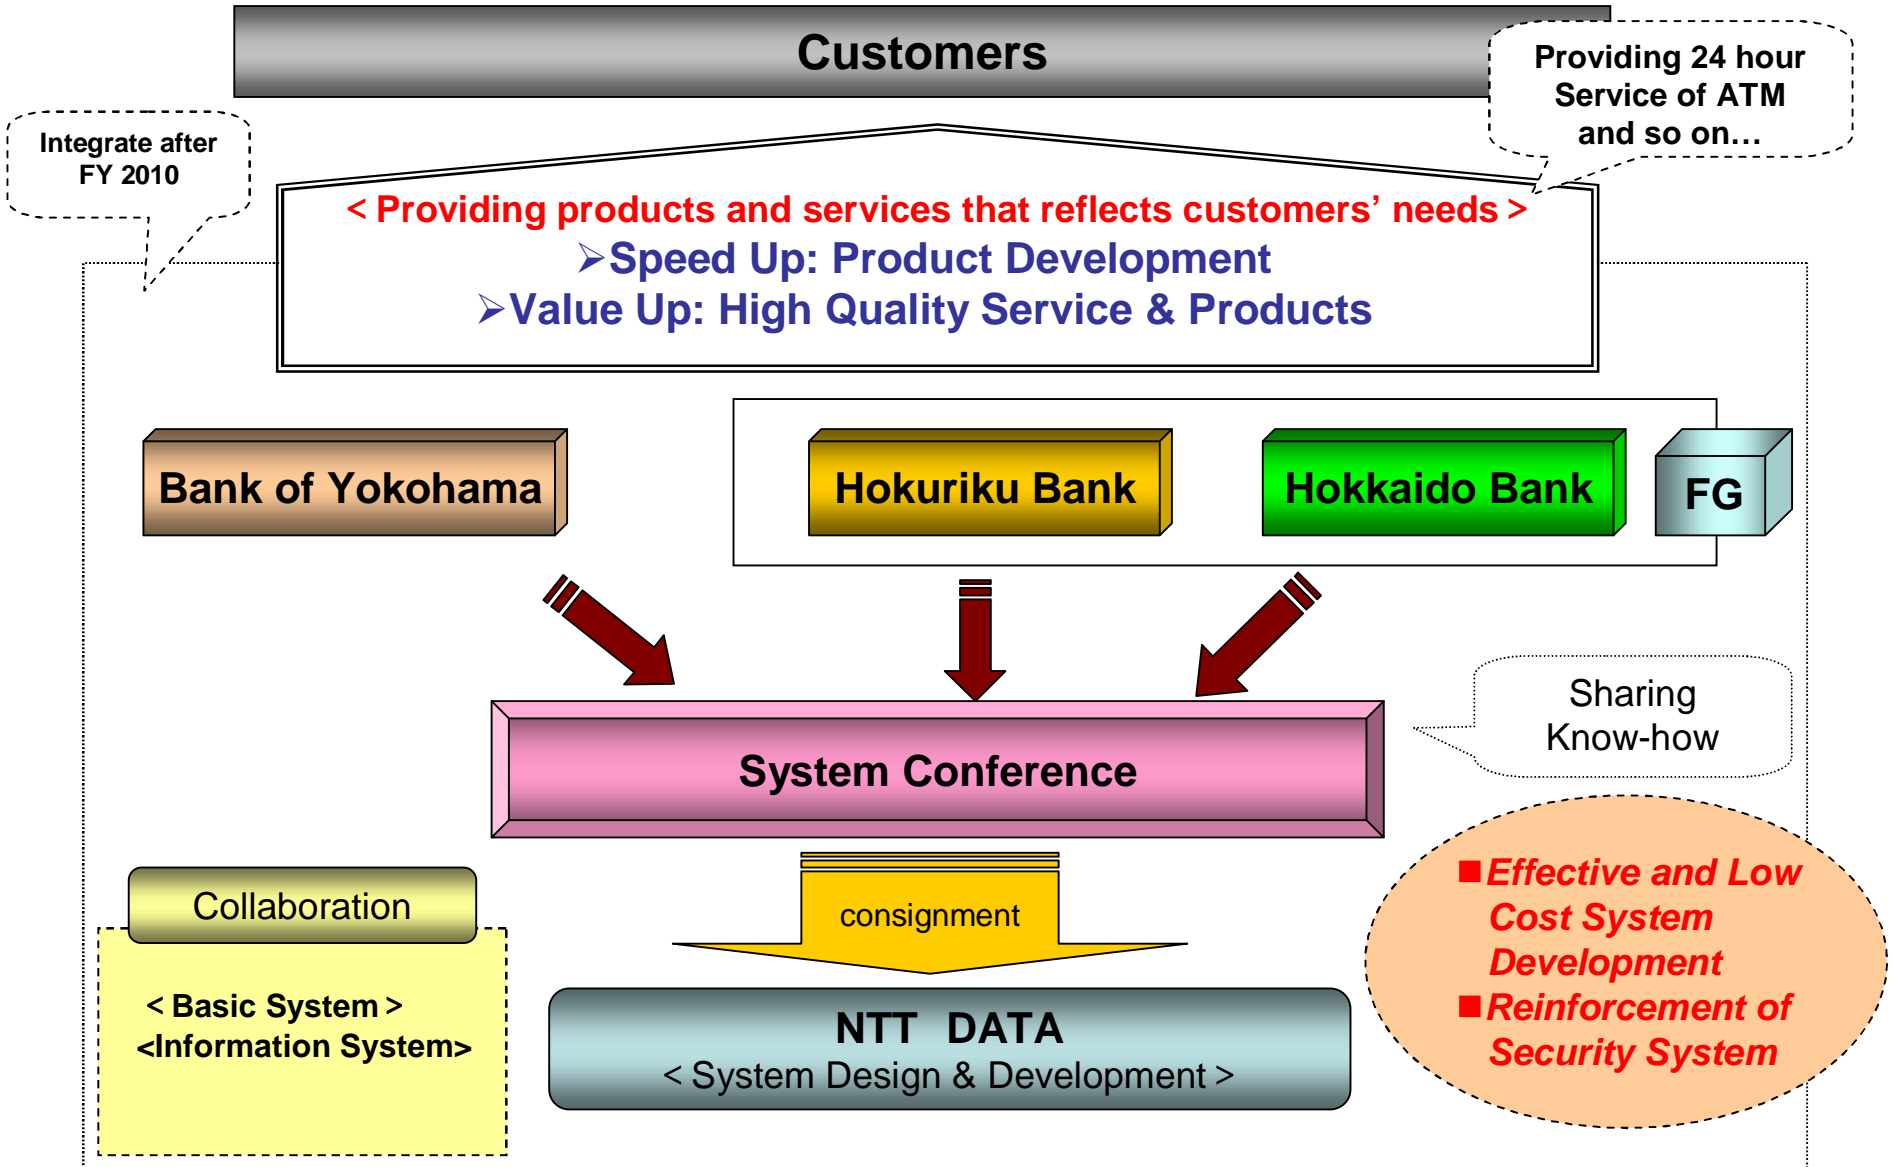 Customers
Providing 24 hour
Service of ATM
and so on…
Integrate after
FY 2010
< Providing products and services that reflects customers’ needs >
➢Speed Up: Product Development
➢Value Up: High Quality Service & Products
Bank of Yokohama
Hokuriku Bank
Hokkaido Bank
FG
Sharing
Know-how
System Conference
■Effective and Low
Cost System
Development
■Reinforcement of
Security System
Collaboration
< Basic System >
<Information System>
consignment
NTT DATA
< System Design & Development >